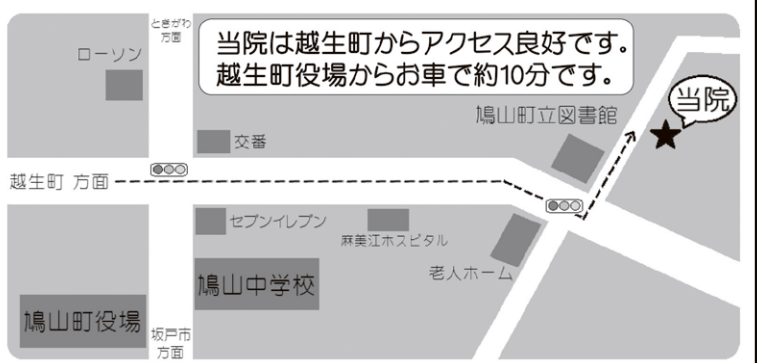 ときがわ
方面
ローソン
当院は越生町からアクセス良好です。
越生町役場からお車で約10分です。
当院
鳩山町立図書館
交番
越生町 方面
セブンイレブン
麻美江ホスピタル
老人ホーム
鳩山中学校
鳩山町役場
坂戸市
方面